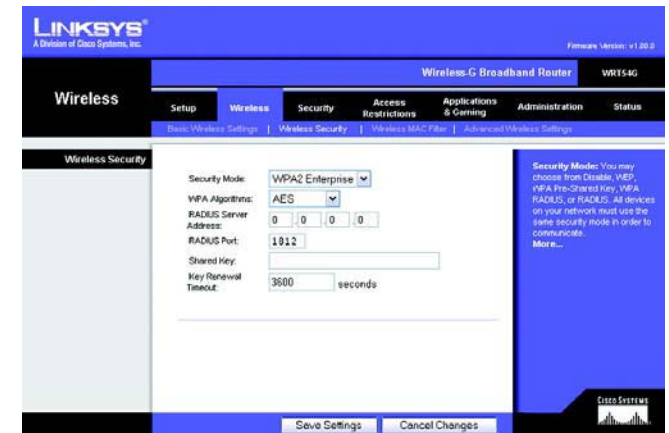 LINKSYS®
A Division of Cisco Systems, Inc.
Firmware Version: v1.00.0
Wireless-G Broadband Router WRT54G
Wireless
Setup Wireless Security Access Restrictions Applications & Gaming Administration Status
Basic Wireless Settings | Wireless Security | Wireless MAC Filter | Advanced Wireless Settings
Wireless Security
Security Mode: WPA2 Enterprise
WPA Algorithms: AES
RADIUS Server Address: 0 . 0 . 0 . 0
RADIUS Port: 1812
Shared Key:
Key Renewal Timeout: 3600 seconds
Security Mode: You may
choose from Disable, WEP,
WPA Pre-Shared Key, WPA
RADIUS, or RADIUS. All devices
on your network must use the
same security mode in order to
communicate.
More...
CISCO SYSTEMS
Save Settings Cancel Changes